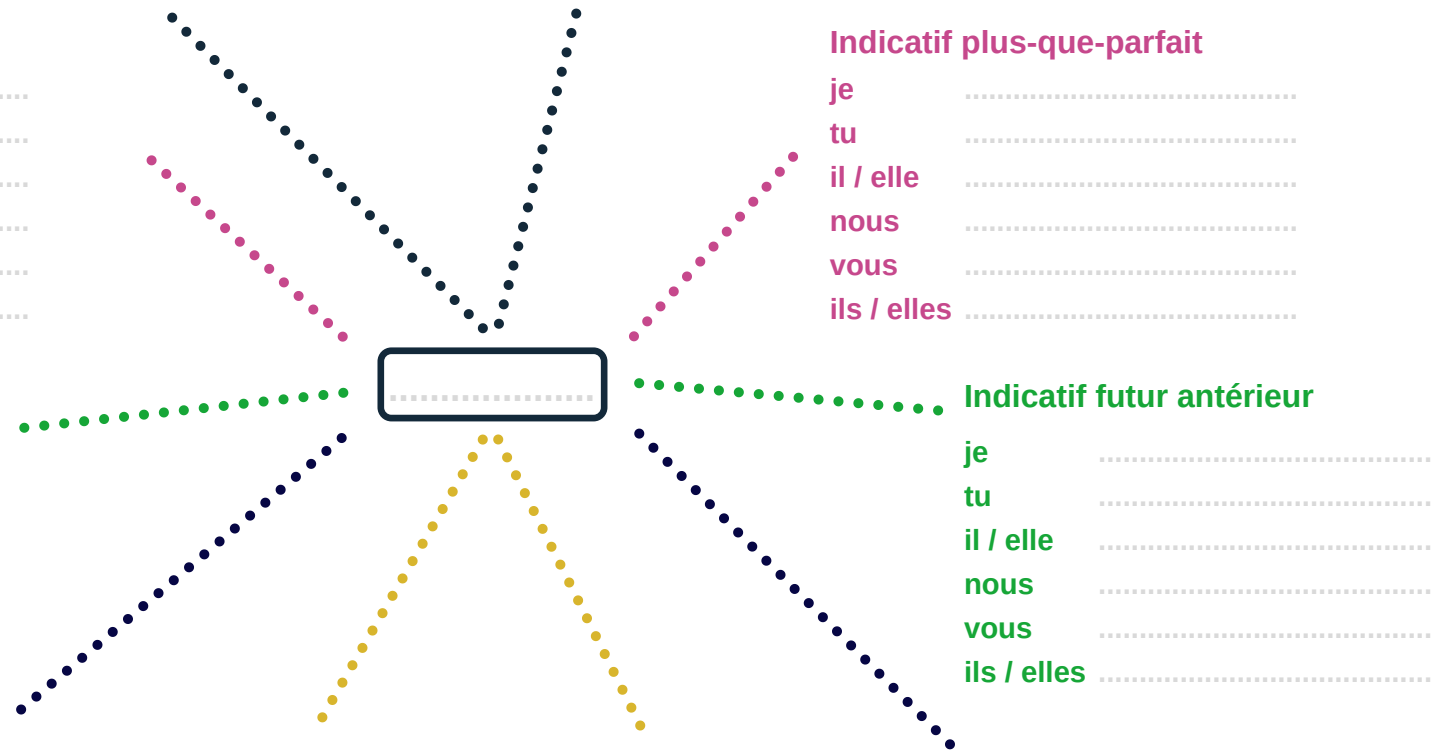 Indicatif plus-que-parfait
je
tu
il / elle
nous
vous
ils / elles
Indicatif futur antérieur
je
tu
il / elle
nous
vous
ils / elles